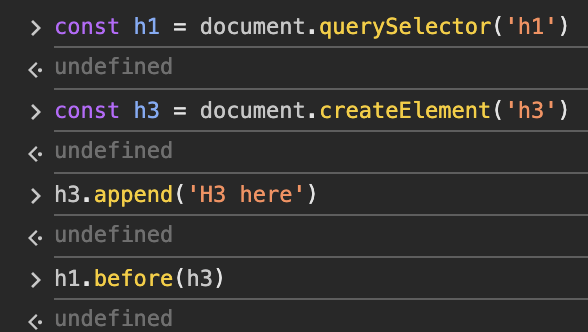 > const h1 = document.querySelector('h1')
undefined
> const h3 = document.createElement('h3')
undefined
> h3.append('H3 here')
undefined
> h1.before(h3)
undefined